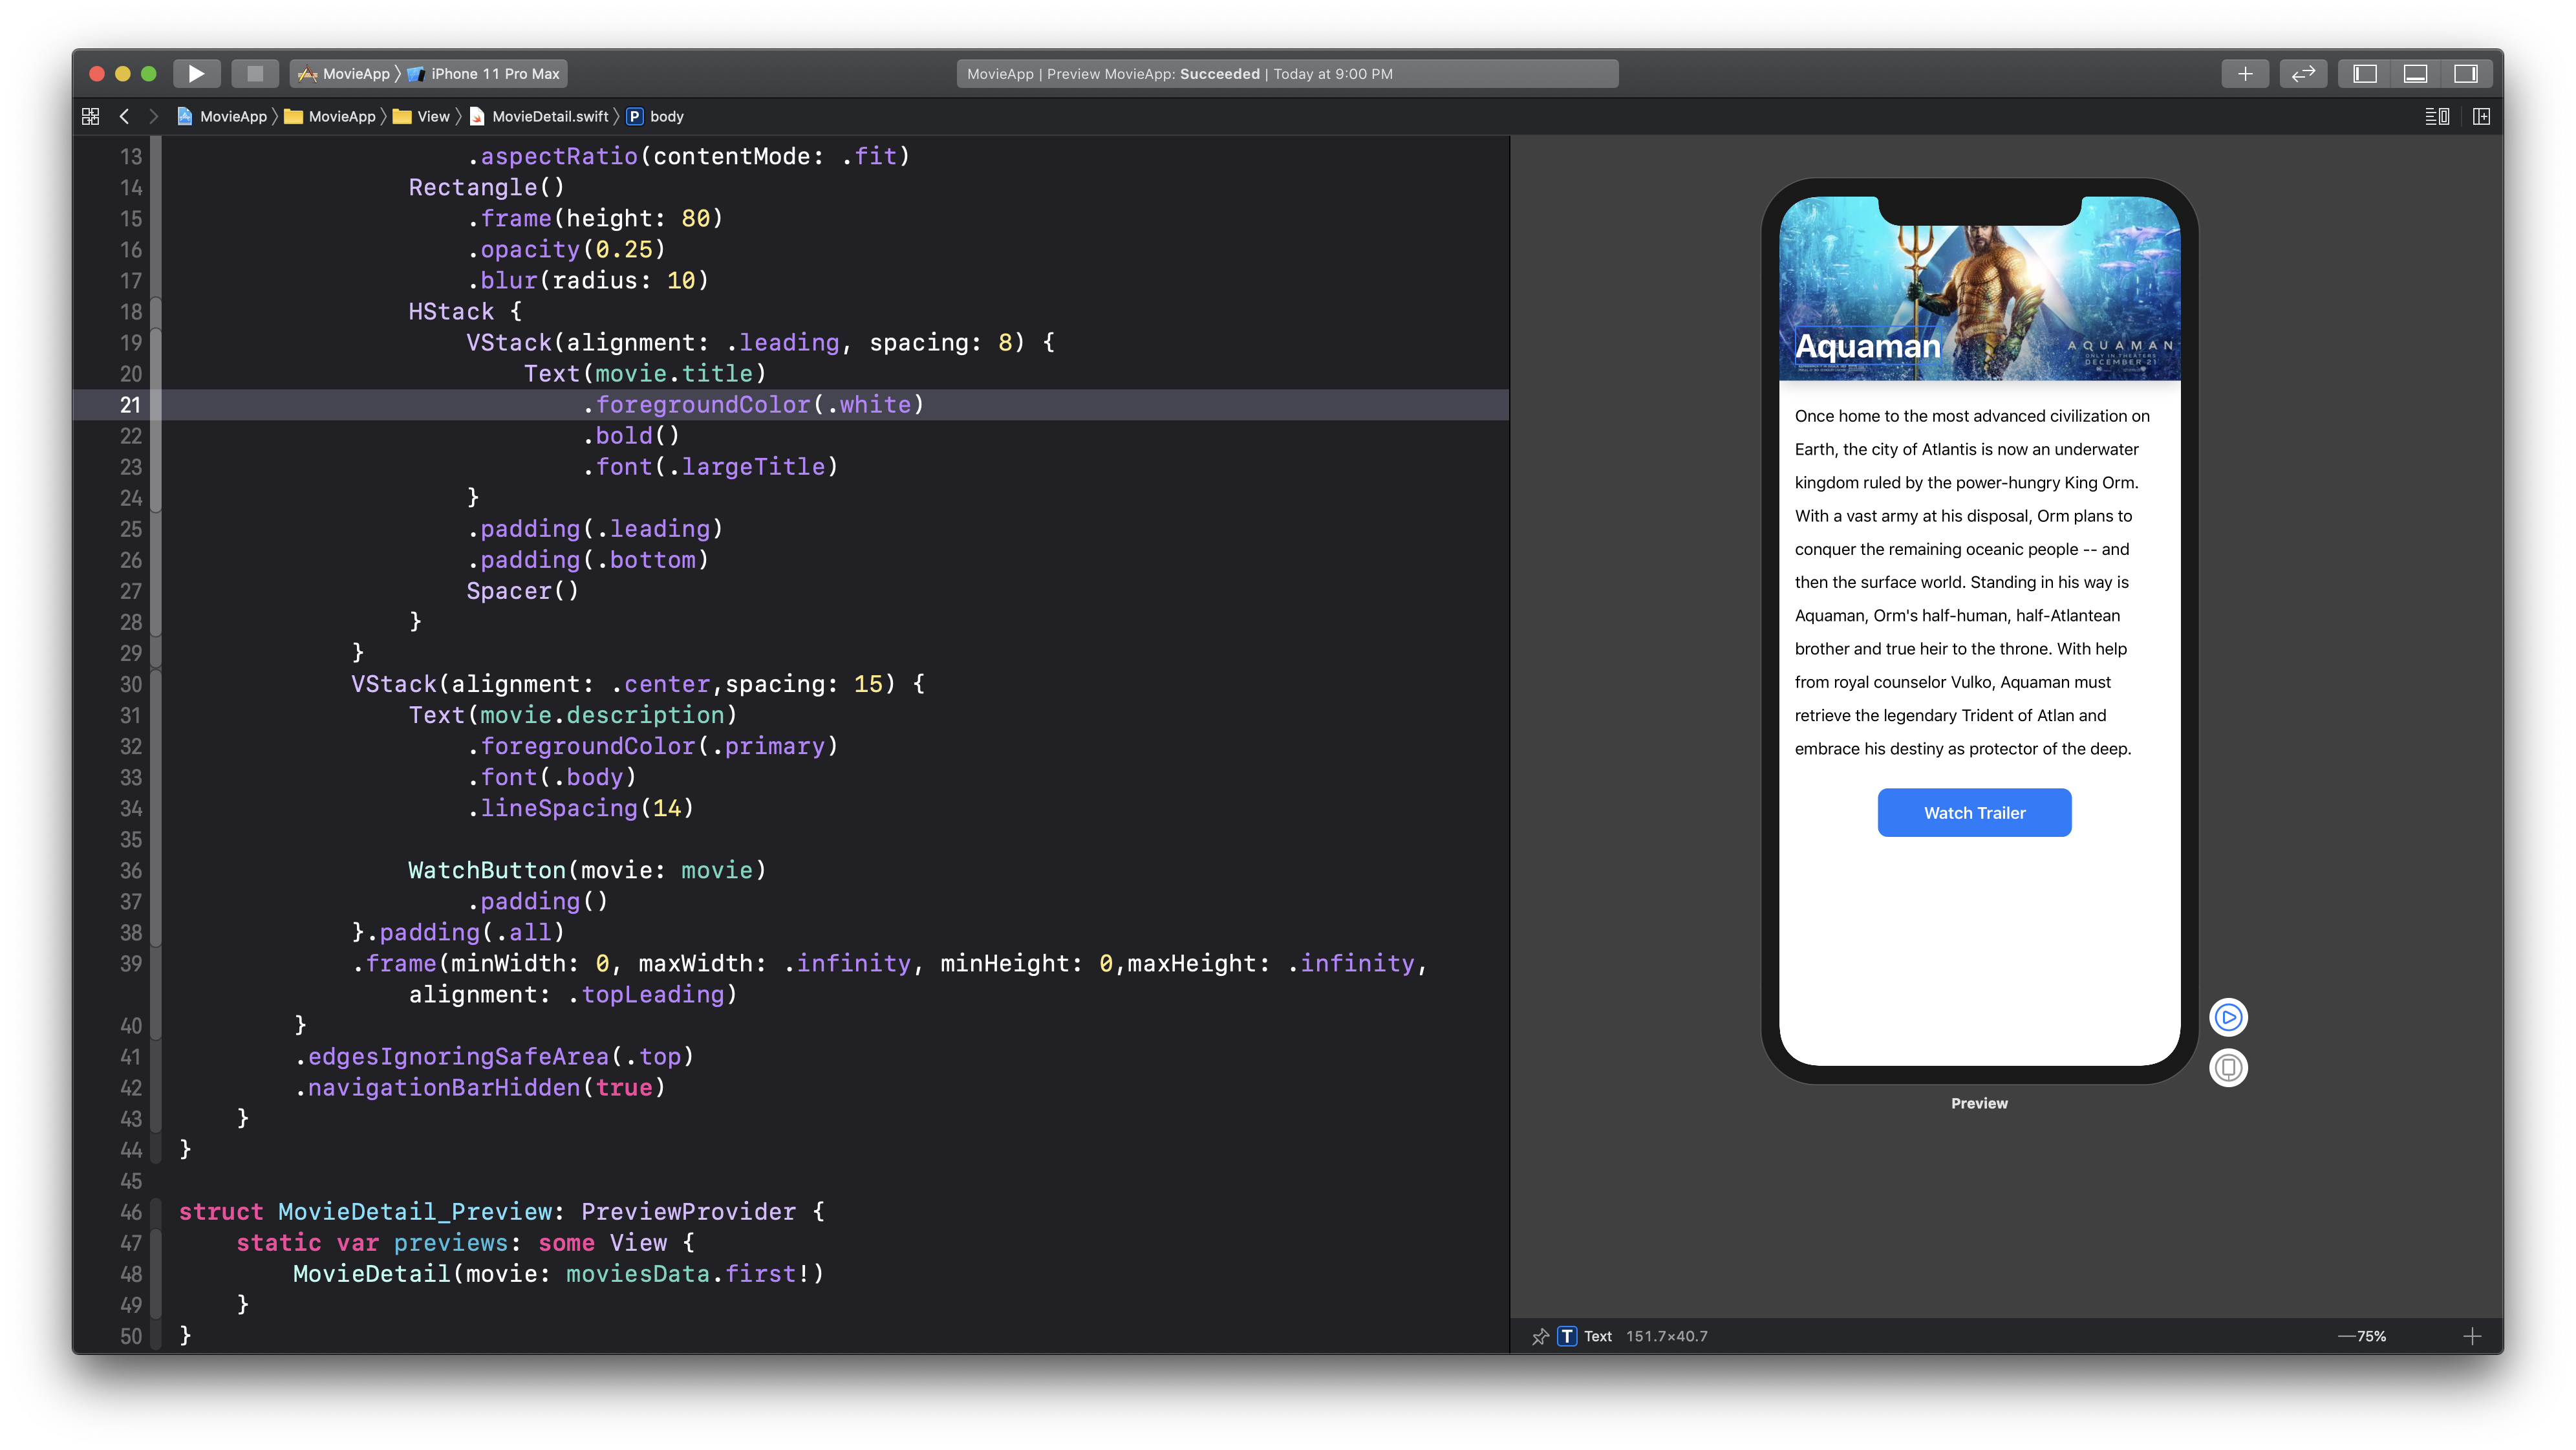 MovieApp 〉 iPhone 11 Pro Max
MovieApp | Preview MovieApp: Succeeded | Today at 9:00 PM
MovieApp 〉 MovieApp 〉 View 〉 MovieDetail.swift 〉 P body
13 .aspectRatio(contentMode: .fit)
14 Rectangle()
15 .frame(height: 80)
16 .opacity(0.25)
17 .blur(radius: 10)
18 HStack {
19 VStack(alignment: .leading, spacing: 8) {
20 Text(movie.title)
21 .foregroundColor(.white)
22 .bold()
23 .font(.largeTitle)
24 }
25 .padding(.leading)
26 .padding(.bottom)
27 Spacer()
28 }
29 }
30 VStack(alignment: .center,spacing: 15) {
31 Text(movie.description)
32 .foregroundColor(.primary)
33 .font(.body)
34 .lineSpacing(14)
35
36 WatchButton(movie: movie)
37 .padding()
38 }.padding(.all)
39 .frame(minWidth: 0, maxWidth: .infinity, minHeight: 0,maxHeight: .infinity,
alignment: .topLeading)
40 }
41 .edgesIgnoringSafeArea(.top)
42 .navigationBarHidden(true)
43 }
44 }
45
46 struct MovieDetail_Preview: PreviewProvider {
47 static var previews: some View {
48 MovieDetail(movie: moviesData.first!)
49 }
50 }
Aquaman
AQUAMAN
ONLY IN THEATERS
DECEMBER 21
Once home to the most advanced civilization on
Earth, the city of Atlantis is now an underwater
kingdom ruled by the power-hungry King Orm.
With a vast army at his disposal, Orm plans to
conquer the remaining oceanic people -- and
then the surface world. Standing in his way is
Aquaman, Orm's half-human, half-Atlantean
brother and true heir to the throne. With help
from royal counselor Vulko, Aquaman must
retrieve the legendary Trident of Atlan and
embrace his destiny as protector of the deep.
Watch Trailer
Preview
T Text 151.7×40.7
75%